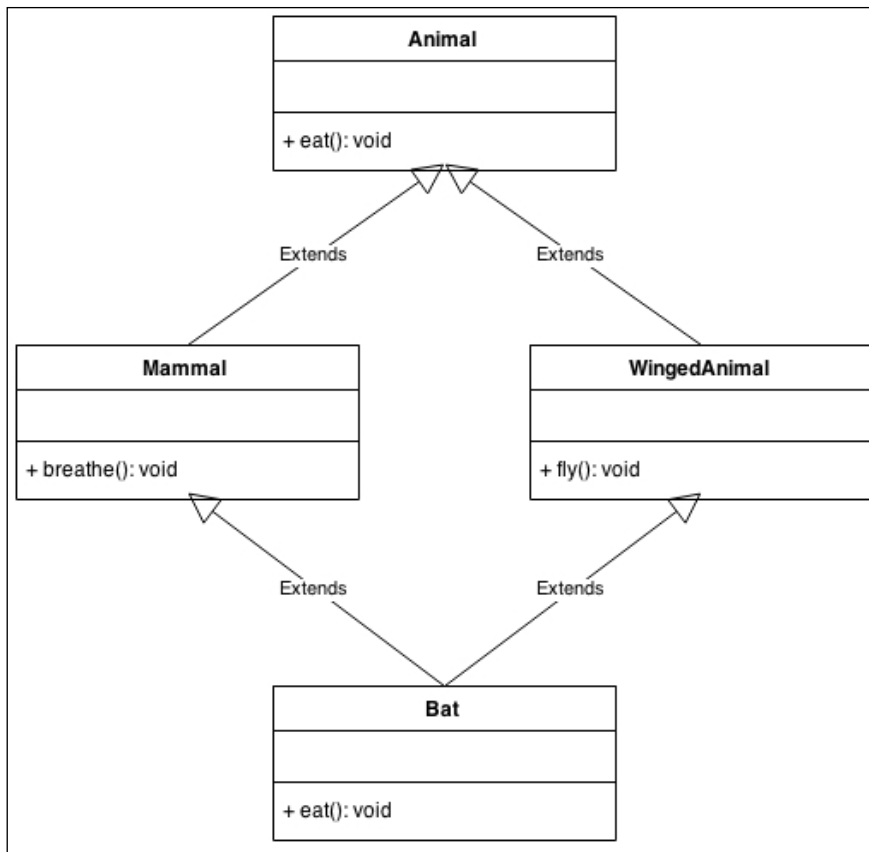 Animal
+ eat(): void
Extends
Extends
Mammal
WingedAnimal
+ breathe(): void
+ fly(): void
Extends
Extends
Bat
+ eat(): void